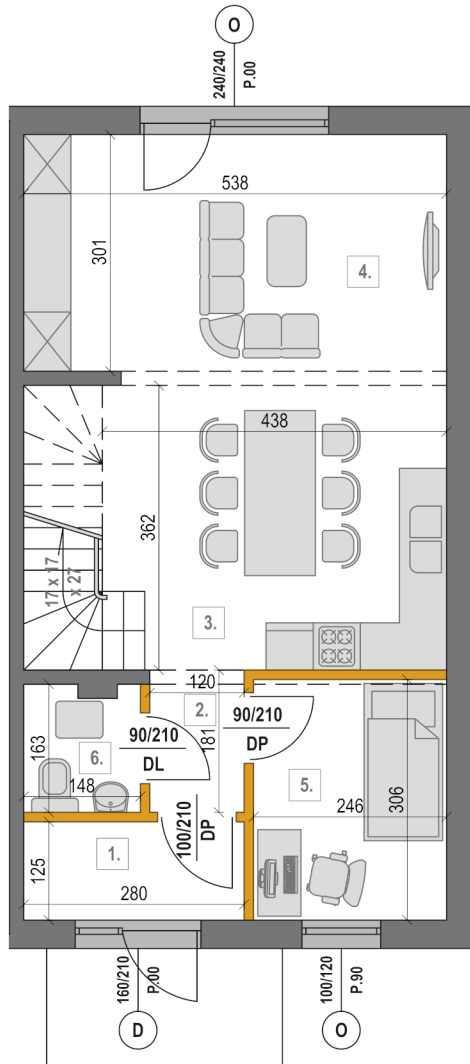 O
240/240
P.00
538
301
4.
438
362
17 x 17
x 27
3.
120
2.
90/210
DP
181
90/210
DL
163
6.
148
5.
246
306
100/210
DP
1.
125
280
160/210
P.00
100/120
P.90
D
O